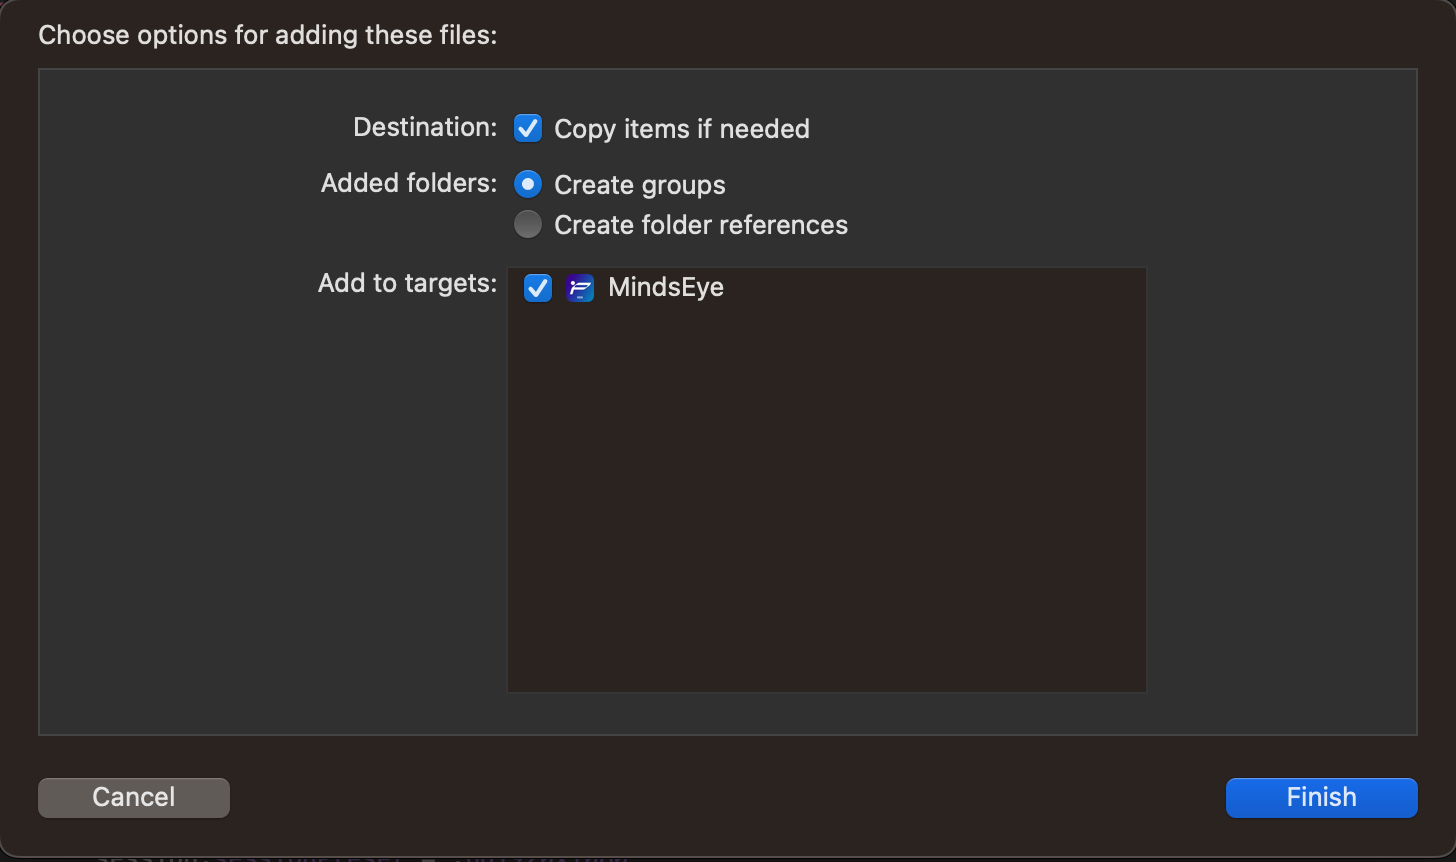 Choose options for adding these files:
Destination: Copy items if needed
Added folders: Create groups
Create folder references
Add to targets: MindsEye
Cancel Finish